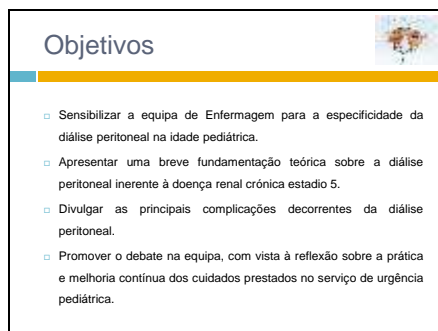 Objetivos
Sensibilizar a equipa de Enfermagem para a especificidade da
diálise peritoneal na idade pediátrica.
Apresentar uma breve fundamentação teórica sobre a diálise
peritoneal inerente à doença renal crónica estadio 5.
Divulgar as principais complicações decorrentes da diálise
peritoneal.
Promover o debate na equipa, com vista à reflexão sobre a prática
e melhoria contínua dos cuidados prestados no serviço de urgência
pediátrica.